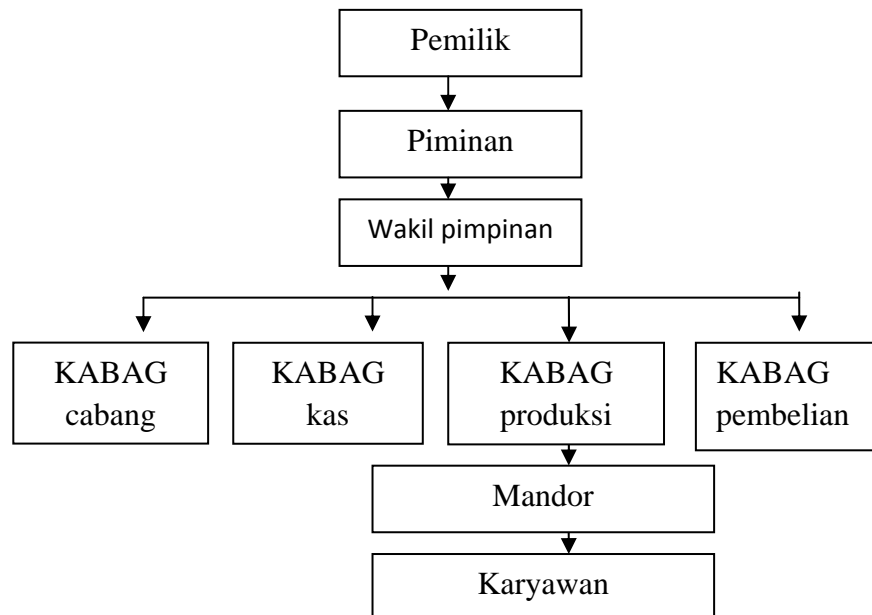 Pemilik
Piminan
Wakil pimpinan
KABAG
cabang
KABAG
kas
KABAG
produksi
KABAG
pembelian
Mandor
Karyawan